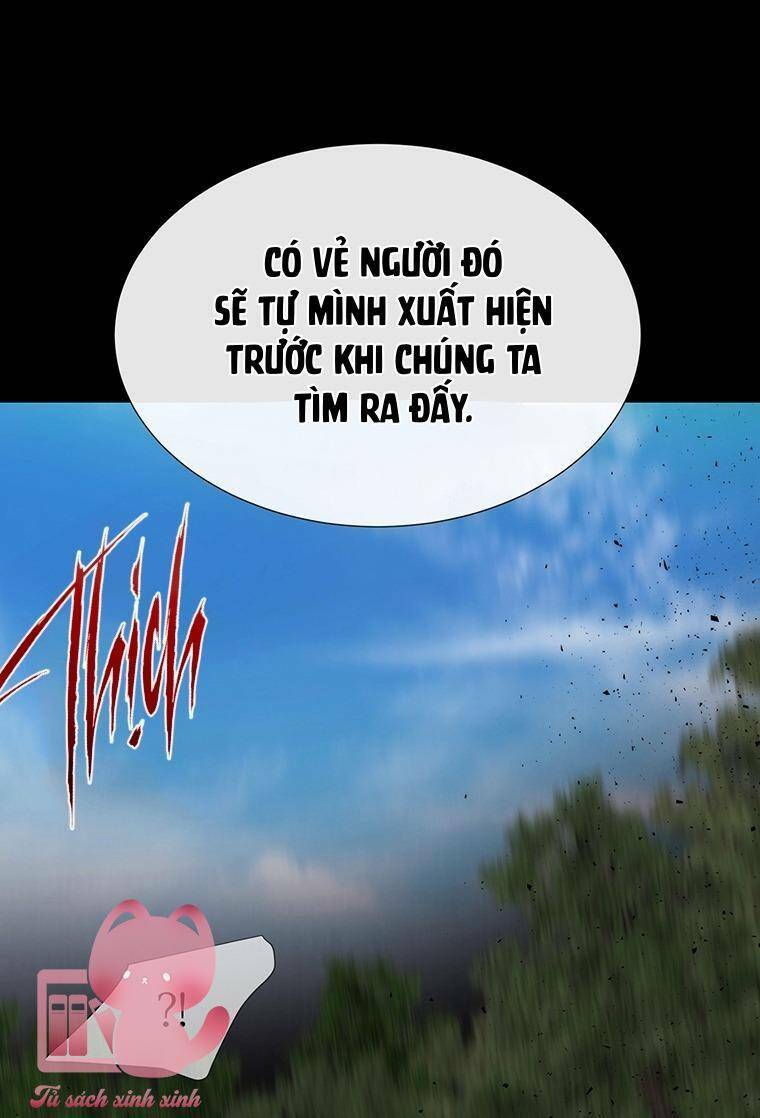 CÓ VẺ NGƯỜI ĐÓ
SẼ TỰ MÌNH XUẤT HIỆN
TRƯỚC KHI CHÚNG TA
TÌM RA ĐẤY.
Thịch
?!
Tủ sách xinh xinh